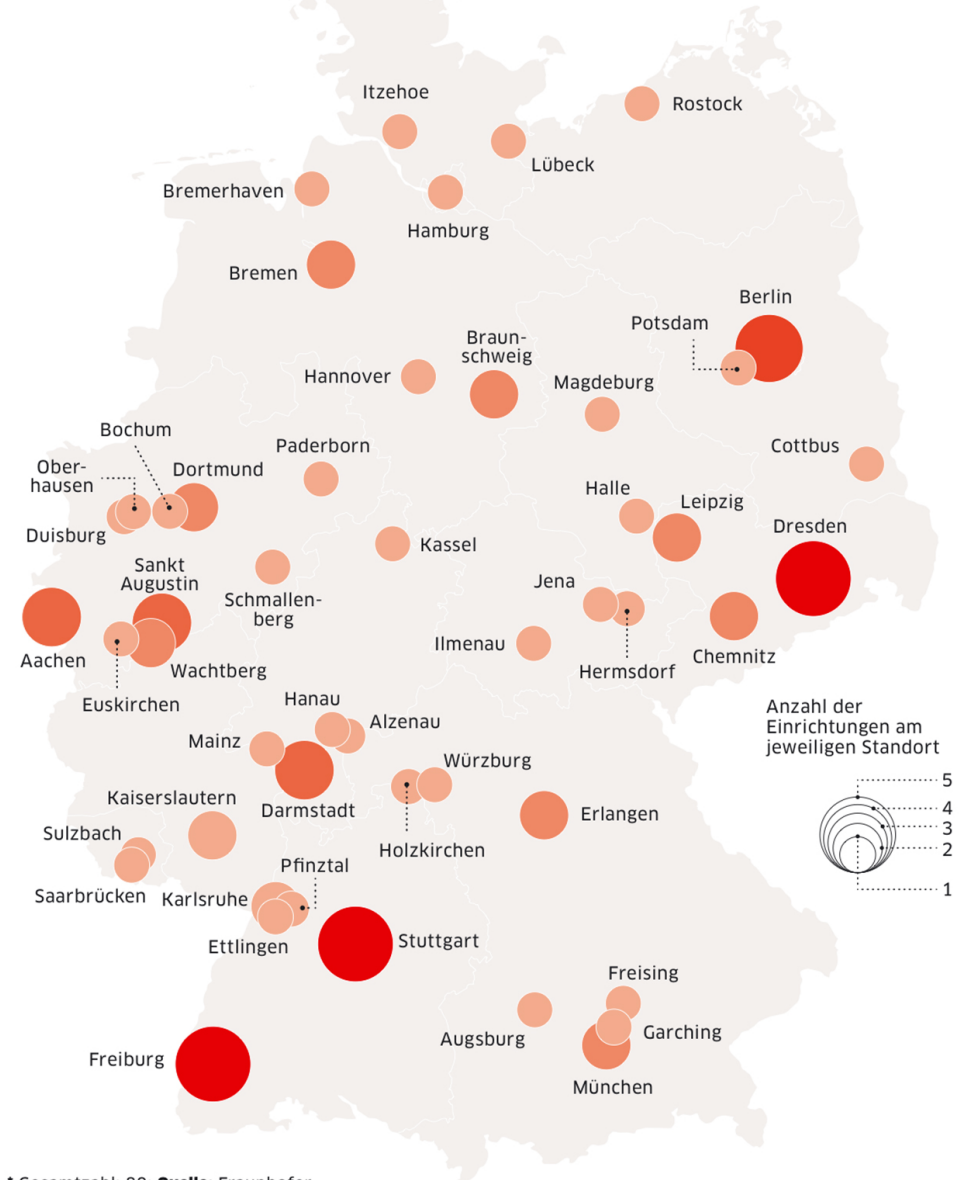 Itzehoe
Rostock
Lübeck
Bremerhaven
Hamburg
Bremen
Berlin
Potsdam
Braun-
schweig
Hannover
Magdeburg
Bochum
Paderborn
Cottbus
Ober-
hausen
Dortmund
Halle
Leipzig
Duisburg
Dresden
Kassel
Sankt
Augustin
Jena
Schmallen-
berg
Ilmenau
Aachen
Wachtberg
Hermsdorf
Chemnitz
Euskirchen
Hanau
Alzenau
Mainz
Würzburg
Kaiserslautern
Darmstadt
Erlangen
Sulzbach
Holzkirchen
Pfinztal
Saarbrücken
Karlsruhe
Ettlingen
Stuttgart
Freising
Garching
Augsburg
Freiburg
München
Anzahl der
Einrichtungen am
jeweiligen Standort
5
4
3
2
1